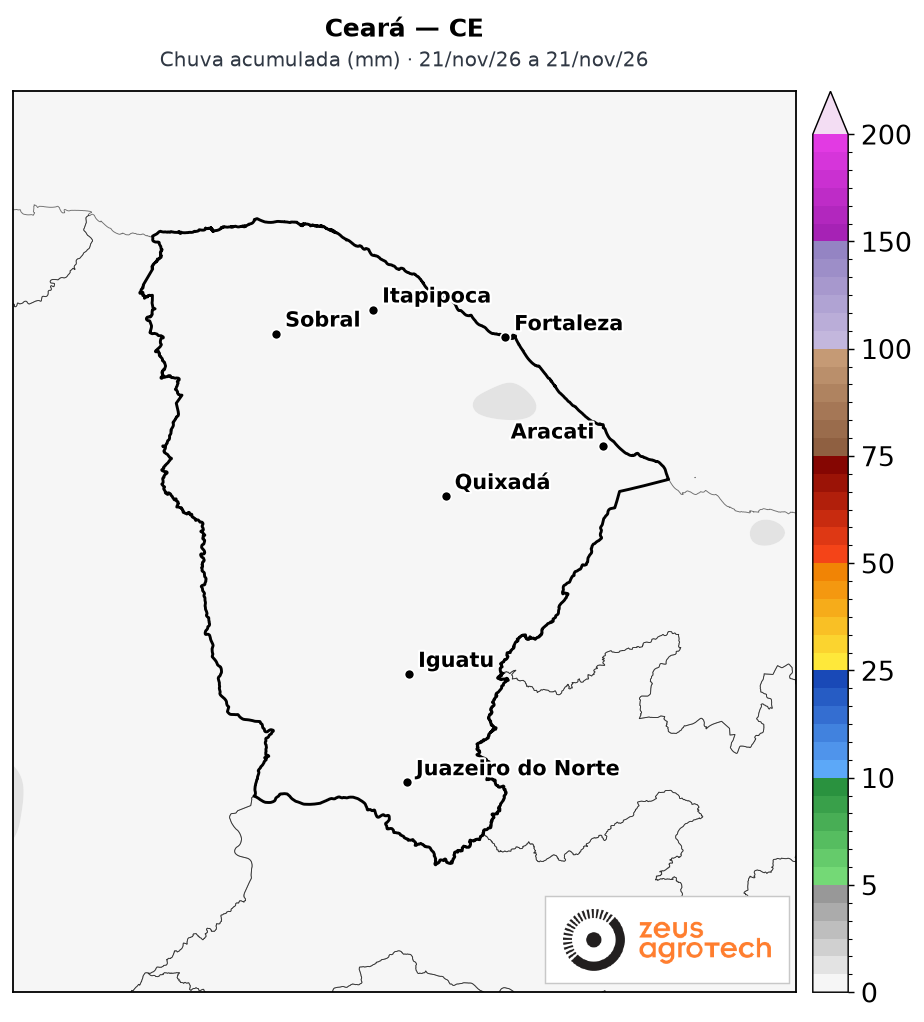 Ceará — CE
Chuva acumulada (mm) · 21/nov/26 a 21/nov/26
200
150
100
75
50
25
10
5
0
Itapipoca
Sobral
Fortaleza
Aracati
Quixadá
Iguatu
Juazeiro do Norte
zeus
agrotech